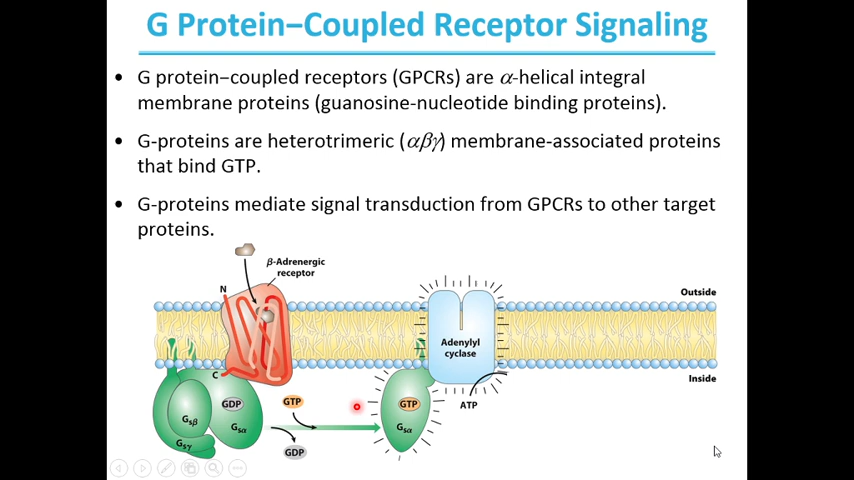 G Protein–Coupled Receptor Signaling
• G protein–coupled receptors (GPCRs) are α-helical integral
membrane proteins (guanosine-nucleotide binding proteins).
• G-proteins are heterotrimeric (αβγ) membrane-associated proteins
that bind GTP.
• G-proteins mediate signal transduction from GPCRs to other target
proteins.
β-Adrenergic
receptor
N
Outside
Adenylyl
cyclase
C
Inside
GDP
GTP
GTP
ATP
Gsβ
Gsα
Gsα
Gsγ
GDP